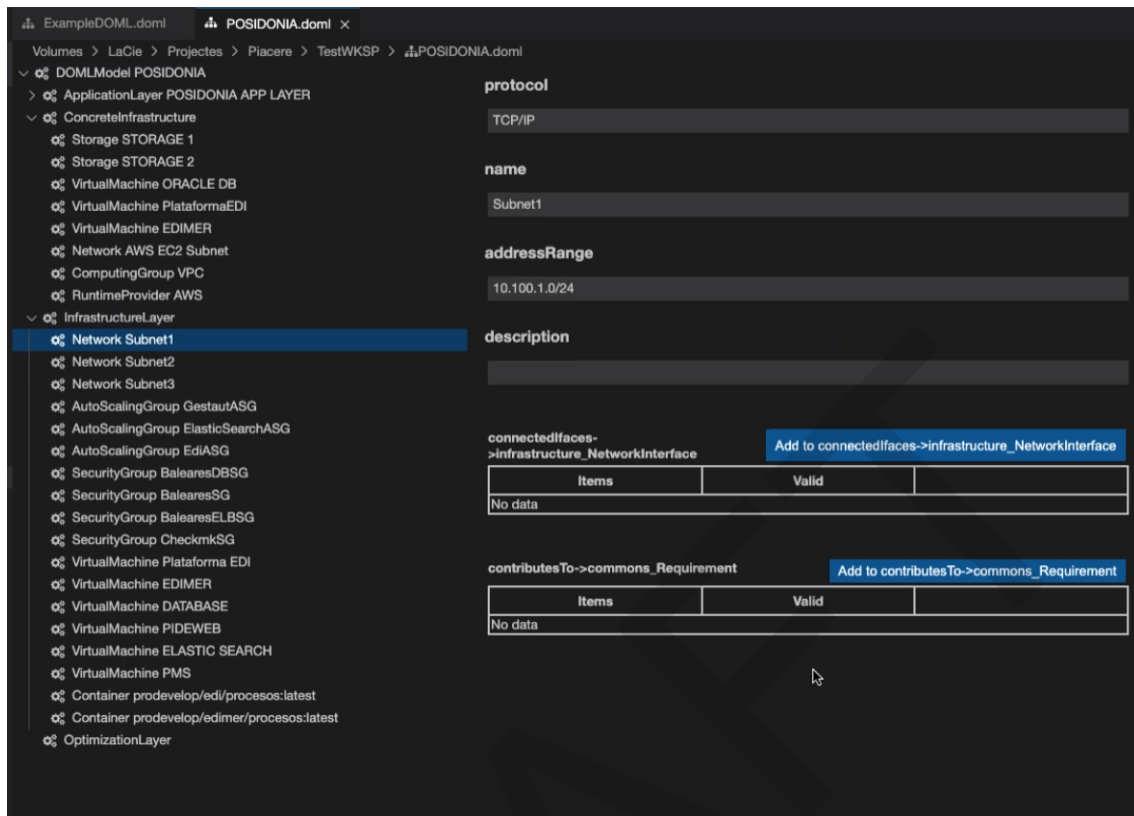 ExampleDOML.doml
POSIDONIA.doml ×
Volumes > LaCie > Projectes > Piacere > TestWKSP > POSIDONIA.doml
DOMLModel POSIDONIA
ApplicationLayer POSIDONIA APP LAYER
ConcreteInfrastructure
Storage STORAGE 1
Storage STORAGE 2
VirtualMachine ORACLE DB
VirtualMachine PlataformaEDI
VirtualMachine EDIMER
Network AWS EC2 Subnet
ComputingGroup VPC
RuntimeProvider AWS
InfrastructureLayer
Network Subnet1
Network Subnet2
Network Subnet3
AutoScalingGroup GestautASG
AutoScalingGroup ElasticSearchASG
AutoScalingGroup EdiASG
SecurityGroup BalearesDBSG
SecurityGroup BalearesSG
SecurityGroup BalearesELBSG
SecurityGroup CheckmkSG
VirtualMachine Plataforma EDI
VirtualMachine EDIMER
VirtualMachine DATABASE
VirtualMachine PIDEWEB
VirtualMachine ELASTIC SEARCH
VirtualMachine PMS
Container prodevelop/edi/procesos:latest
Container prodevelop/edimer/procesos:latest
OptimizationLayer
protocol
TCP/IP
name
Subnet1
addressRange
10.100.1.0/24
description
connectedIfaces-
>infrastructure_NetworkInterface
Add to connectedIfaces->infrastructure_NetworkInterface
Items Valid
No data
contributesTo->commons_Requirement
Add to contributesTo->commons_Requirement
Items Valid
No data